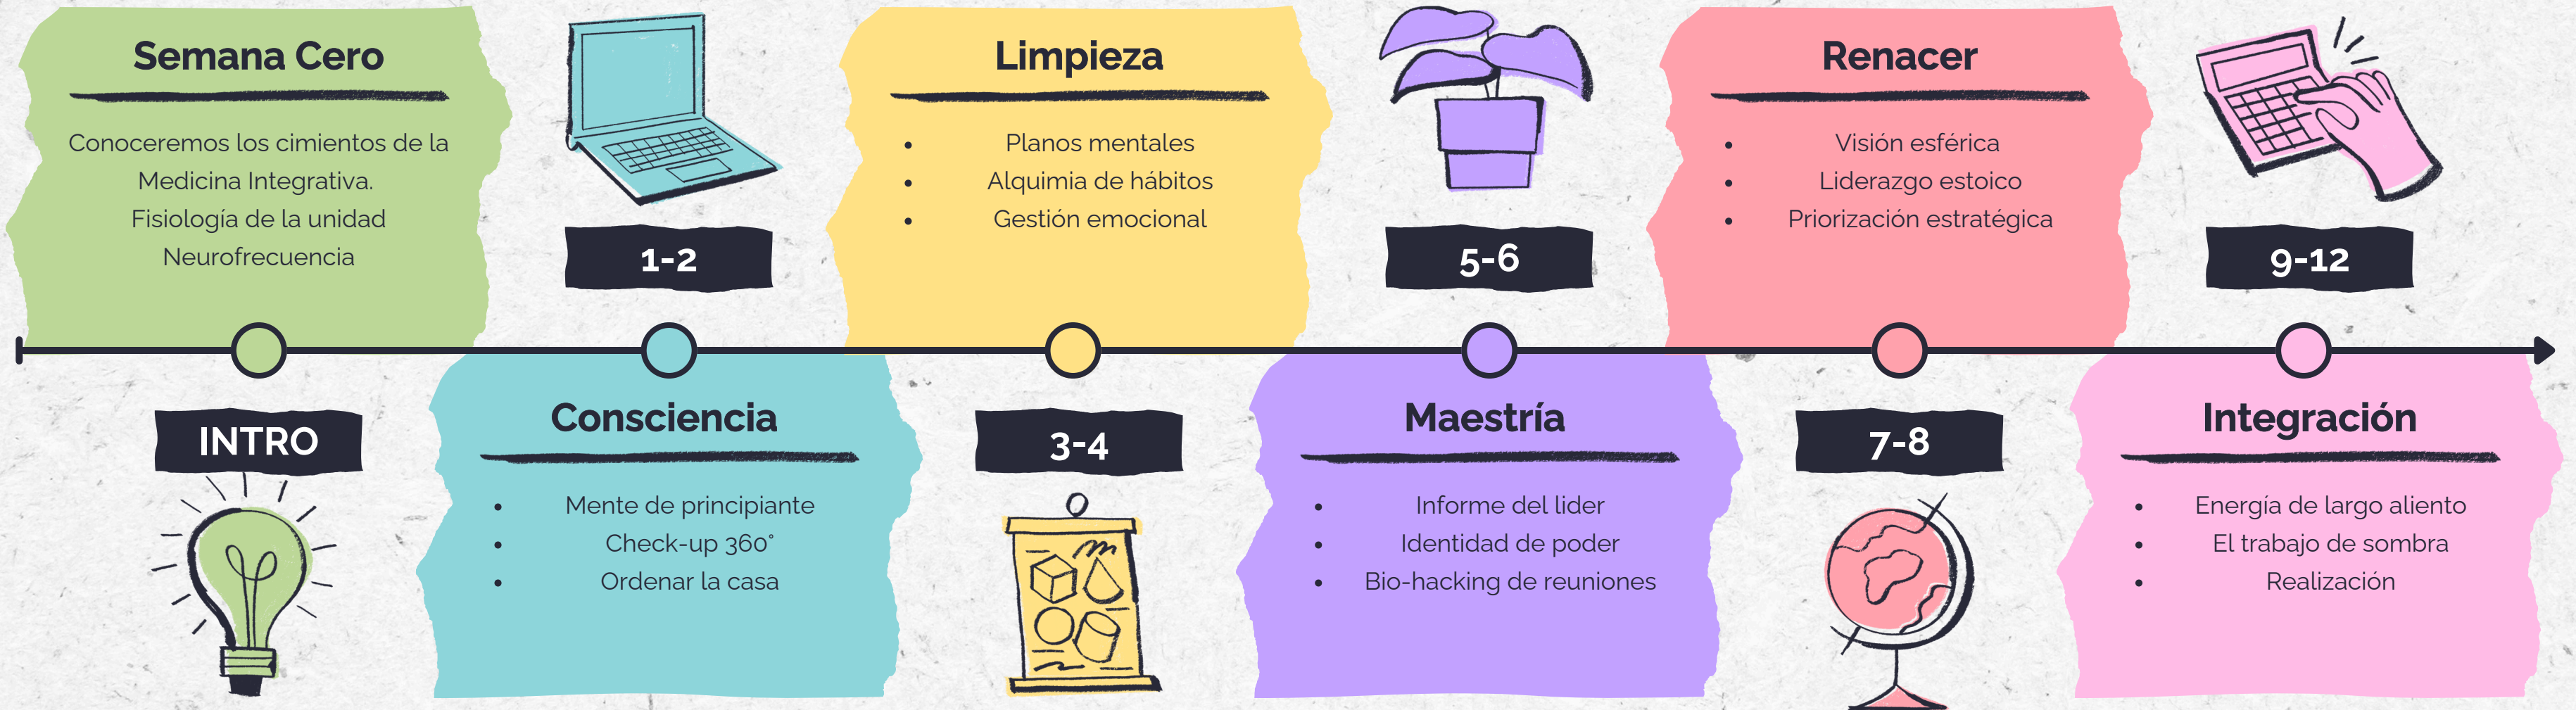 Semana Cero
Conoceremos los cimientos de la
Medicina Integrativa.
Fisiología de la unidad
Neurofrecuencia
INTRO
1-2
Consciencia
• Mente de principiante
• Check-up 360°
• Ordenar la casa
Limpieza
• Planos mentales
• Alquimia de hábitos
• Gestión emocional
3-4
5-6
Maestría
• Informe del lider
• Identidad de poder
• Bio-hacking de reuniones
Renacer
• Visión esférica
• Liderazgo estoico
• Priorización estratégica
7-8
9-12
Integración
• Energía de largo aliento
• El trabajo de sombra
• Realización